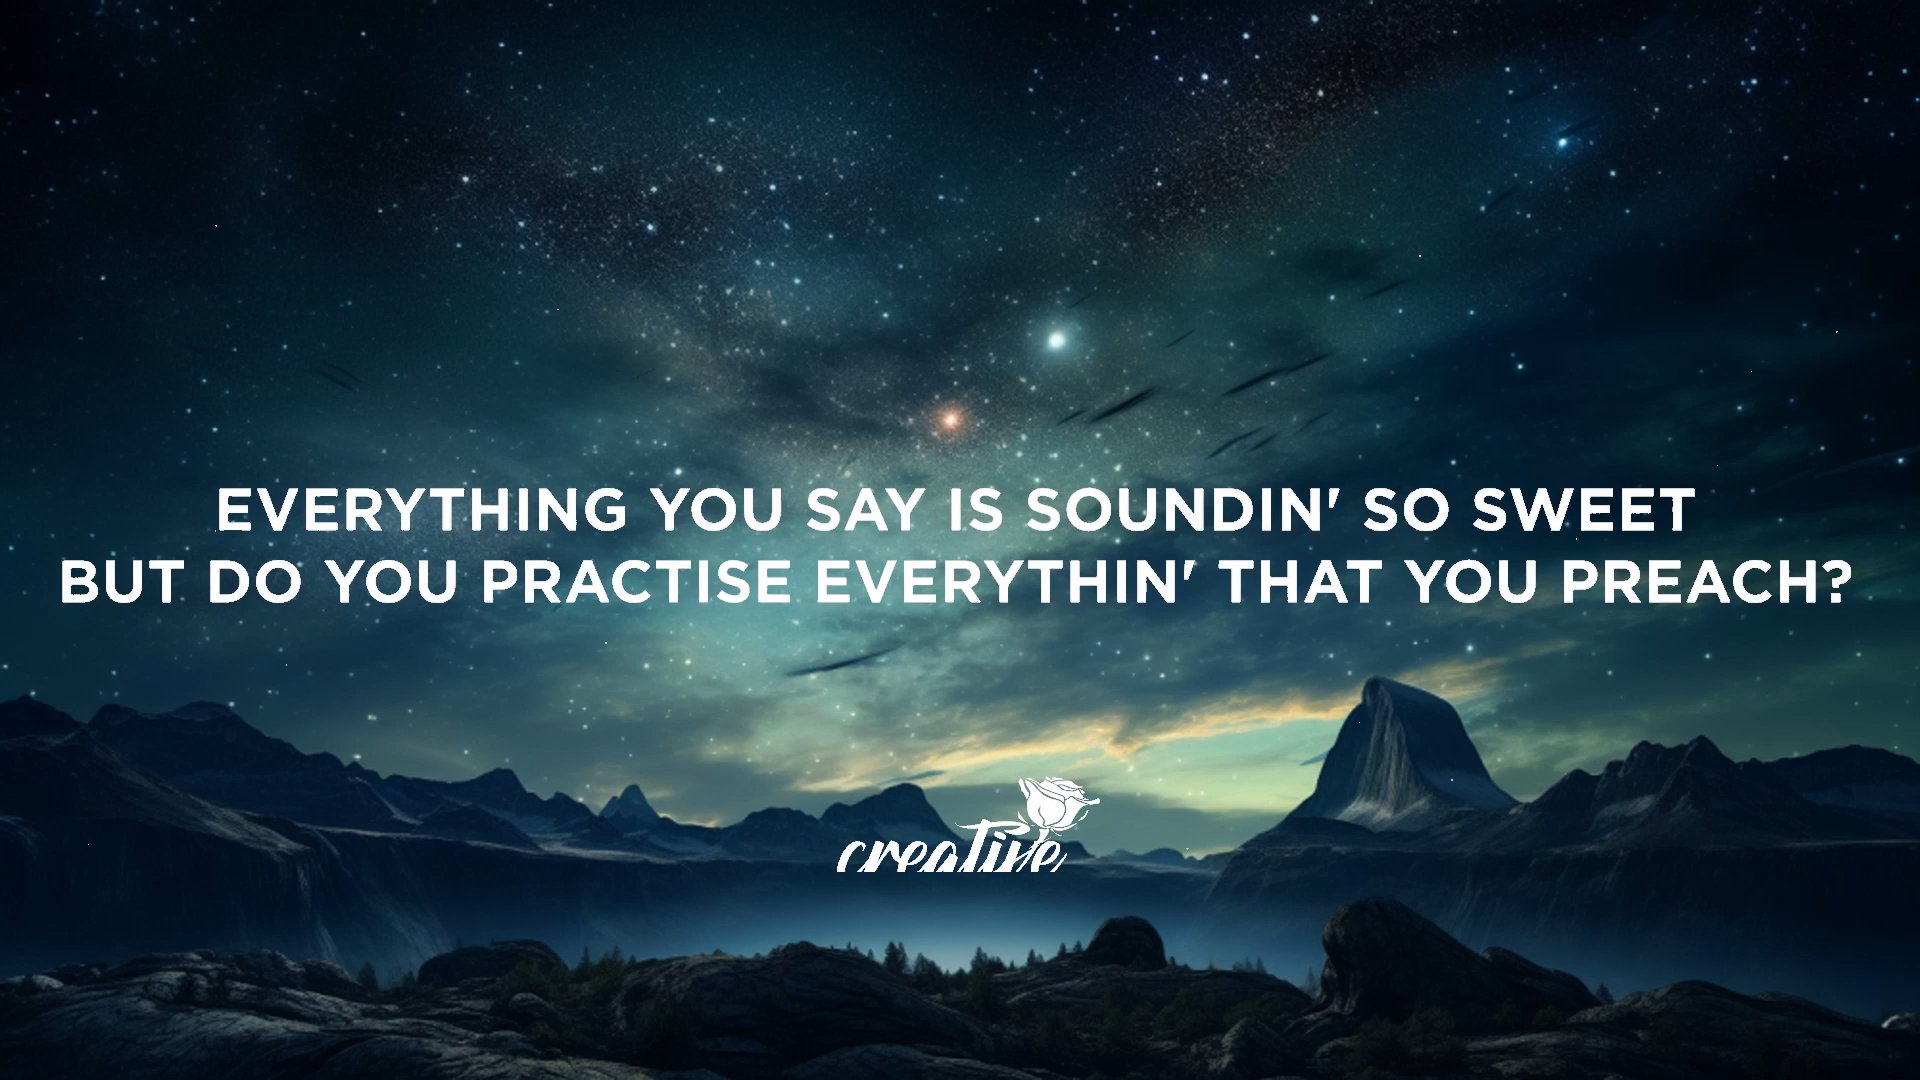 EVERYTHING YOU SAY IS SOUNDIN' SO SWEET
BUT DO YOU PRACTISE EVERYTHIN' THAT YOU PREACH?
creative